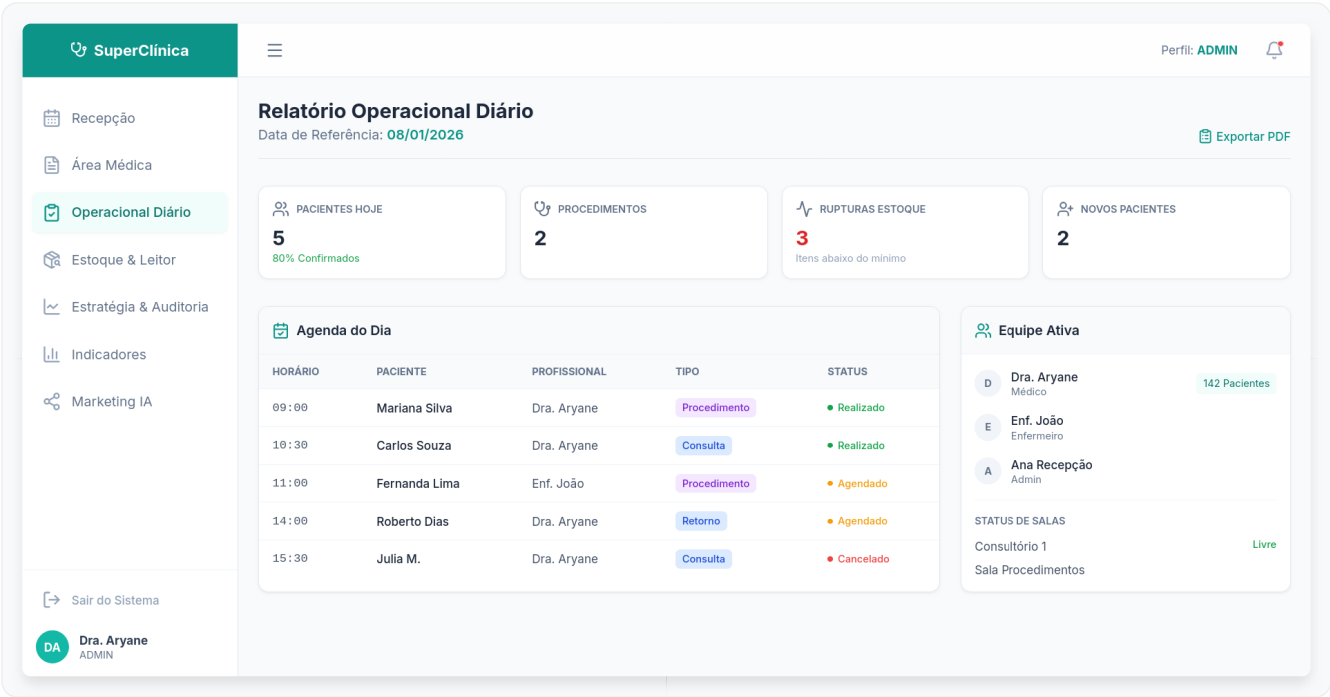 SuperClínica
Perfil: ADMIN
Recepção
Área Médica
Operacional Diário
Estoque & Leitor
Estratégia & Auditoria
Indicadores
Marketing IA
Sair do Sistema
DA
Dra. Aryane
ADMIN
Relatório Operacional Diário
Data de Referência: 08/01/2026
Exportar PDF
PACIENTES HOJE
5
80% Confirmados
PROCEDIMENTOS
2
RUPTURAS ESTOQUE
3
Itens abaixo do mínimo
NOVOS PACIENTES
2
Agenda do Dia
HORÁRIO PACIENTE PROFISSIONAL TIPO STATUS
09:00 Mariana Silva Dra. Aryane Procedimento Realizado
10:30 Carlos Souza Dra. Aryane Consulta Realizado
11:00 Fernanda Lima Enf. João Procedimento Agendado
14:00 Roberto Dias Dra. Aryane Retorno Agendado
15:30 Julia M. Dra. Aryane Consulta Cancelado
Equipe Ativa
D
Dra. Aryane
Médico
142 Pacientes
E
Enf. João
Enfermeiro
A
Ana Recepção
Admin
STATUS DE SALAS
Consultório 1 Livre
Sala Procedimentos